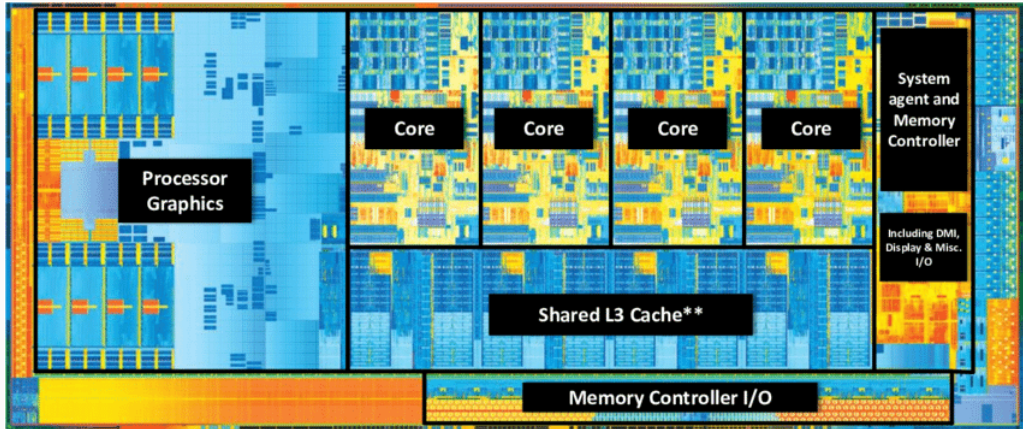 Processor
Graphics
Core
Core
Core
Core
System
agent and
Memory
Controller
Including DMI,
Display & Misc.
I/O
Shared L3 Cache**
Memory Controller I/O